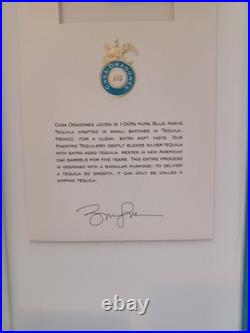 CASA DRAGONES
CASA DRAGONES JOVEN IS 100% PURE BLUE AGAVE
TEQUILA CRAFTED IN SMALL BATCHES IN TEQUILA,
MEXICO, FOR A CLEAN, EXTRA SOFT TASTE. OUR
MAESTRO TEQUILERO GENTLY BLENDS SILVER TEQUILA
WITH EXTRA AGED TEQUILA, RESTED IN NEW AMERICAN
OAK BARRELS FOR FIVE YEARS. THIS ENTIRE PROCESS
IS DESIGNED WITH A SINGULAR PURPOSE: TO DELIVER
A TEQUILA SO SMOOTH, IT CAN ONLY BE CALLED A
SIPPING TEQUILA.